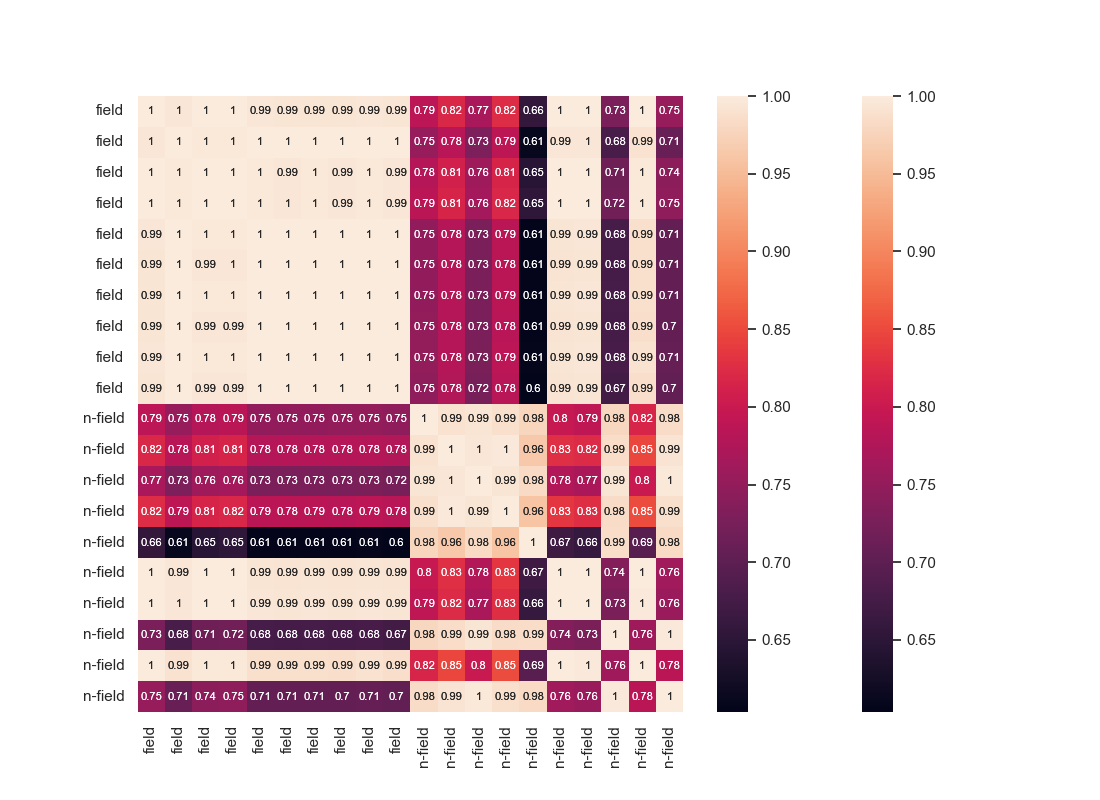 field 1 1 1 1 0.99 0.99 0.99 0.99 0.99 0.99 0.79 0.82 0.77 0.82 0.66 1 1 0.73 1 0.75
field 1 1 1 1 1 1 1 1 1 1 0.75 0.78 0.73 0.79 0.61 0.99 1 0.68 0.99 0.71
field 1 1 1 1 1 0.99 1 0.99 1 0.99 0.78 0.81 0.76 0.81 0.65 1 1 0.71 1 0.74
field 1 1 1 1 1 1 1 0.99 1 0.99 0.79 0.81 0.76 0.82 0.65 1 1 0.72 1 0.75
field 0.99 1 1 1 1 1 1 1 1 1 0.75 0.78 0.73 0.79 0.61 0.99 0.99 0.68 0.99 0.71
field 0.99 1 0.99 1 1 1 1 1 1 1 0.75 0.78 0.73 0.78 0.61 0.99 0.99 0.68 0.99 0.71
field 0.99 1 1 1 1 1 1 1 1 1 0.75 0.78 0.73 0.79 0.61 0.99 0.99 0.68 0.99 0.71
field 0.99 1 0.99 0.99 1 1 1 1 1 1 0.75 0.78 0.73 0.78 0.61 0.99 0.99 0.68 0.99 0.7
field 0.99 1 1 1 1 1 1 1 1 1 0.75 0.78 0.73 0.79 0.61 0.99 0.99 0.68 0.99 0.71
field 0.99 1 0.99 0.99 1 1 1 1 1 1 0.75 0.78 0.72 0.78 0.6 0.99 0.99 0.67 0.99 0.7
n-field 0.79 0.75 0.78 0.79 0.75 0.75 0.75 0.75 0.75 0.75 1 0.99 0.99 0.99 0.98 0.8 0.79 0.98 0.82 0.98
n-field 0.82 0.78 0.81 0.81 0.78 0.78 0.78 0.78 0.78 0.78 0.99 1 1 1 0.96 0.83 0.82 0.99 0.85 0.99
n-field 0.77 0.73 0.76 0.76 0.73 0.73 0.73 0.73 0.73 0.72 0.99 1 1 0.99 0.98 0.78 0.77 0.99 0.8 1
n-field 0.82 0.79 0.81 0.82 0.79 0.78 0.79 0.78 0.79 0.78 0.99 1 0.99 1 0.96 0.83 0.83 0.98 0.85 0.99
n-field 0.66 0.61 0.65 0.65 0.61 0.61 0.61 0.61 0.61 0.6 0.98 0.96 0.98 0.96 1 0.67 0.66 0.99 0.69 0.98
n-field 1 0.99 1 1 0.99 0.99 0.99 0.99 0.99 0.99 0.8 0.83 0.78 0.83 0.67 1 1 0.74 1 0.76
n-field 1 1 1 1 0.99 0.99 0.99 0.99 0.99 0.99 0.79 0.82 0.77 0.83 0.66 1 1 0.73 1 0.76
n-field 0.73 0.68 0.71 0.72 0.68 0.68 0.68 0.68 0.68 0.67 0.98 0.99 0.99 0.98 0.99 0.74 0.73 1 0.76 1
n-field 1 0.99 1 1 0.99 0.99 0.99 0.99 0.99 0.99 0.82 0.85 0.8 0.85 0.69 1 1 0.76 1 0.78
n-field 0.75 0.71 0.74 0.75 0.71 0.71 0.71 0.7 0.71 0.7 0.98 0.99 1 0.99 0.98 0.76 0.76 1 0.78 1
field field field field field field field field field field n-field n-field n-field n-field n-field n-field n-field n-field n-field n-field
1.00
0.95
0.90
0.85
0.80
0.75
0.70
0.65
1.00
0.95
0.90
0.85
0.80
0.75
0.70
0.65